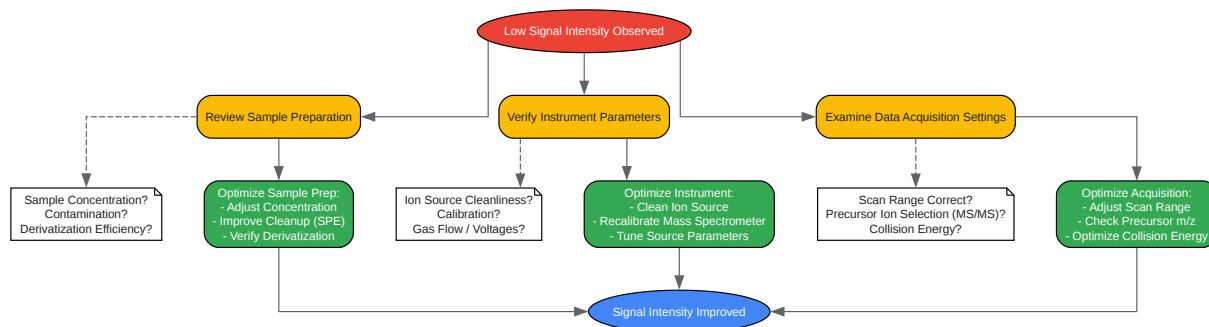 Low Signal Intensity Observed
Review Sample Preparation
Verify Instrument Parameters
Examine Data Acquisition Settings
Sample Concentration?
Contamination?
Derivatization Efficiency?
Optimize Sample Prep:
- Adjust Concentration
- Improve Cleanup (SPE)
- Verify Derivatization
Ion Source Cleanliness?
Calibration?
Gas Flow / Voltages?
Optimize Instrument:
- Clean Ion Source
- Recalibrate Mass Spectrometer
- Tune Source Parameters
Scan Range Correct?
Precursor Ion Selection (MS/MS)?
Collision Energy?
Optimize Acquisition:
- Adjust Scan Range
- Check Precursor m/z
- Optimize Collision Energy
Signal Intensity Improved